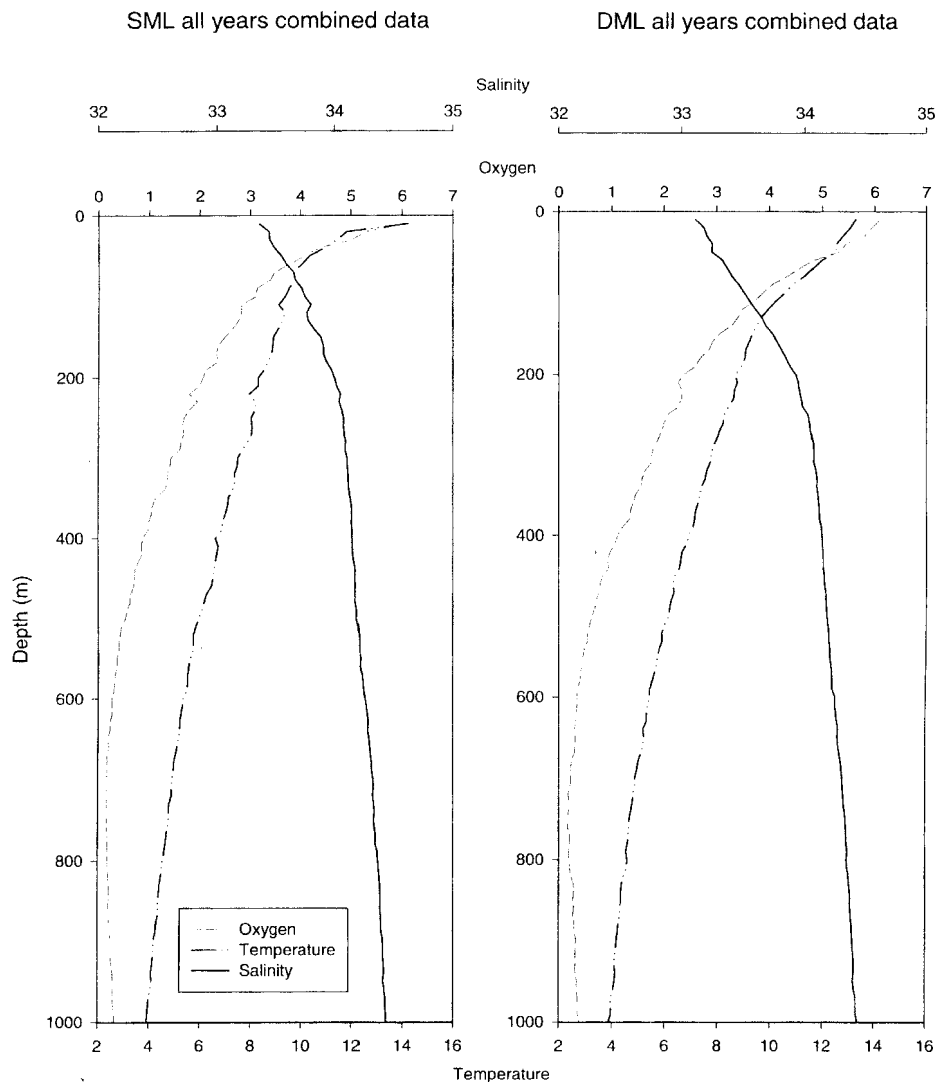 SML all years combined data
DML all years combined data
Salinity
32 33 34 35
32 33 34 35
Oxygen
0 1 2 3 4 5 6 7
0 1 2 3 4 5 6 7
0
200
400
600
800
1000
0
200
400
600
800
1000
Depth (m)
Oxygen
Temperature
Salinity
2 4 6 8 10 12 14 16
2 4 6 8 10 12 14 16
Temperature